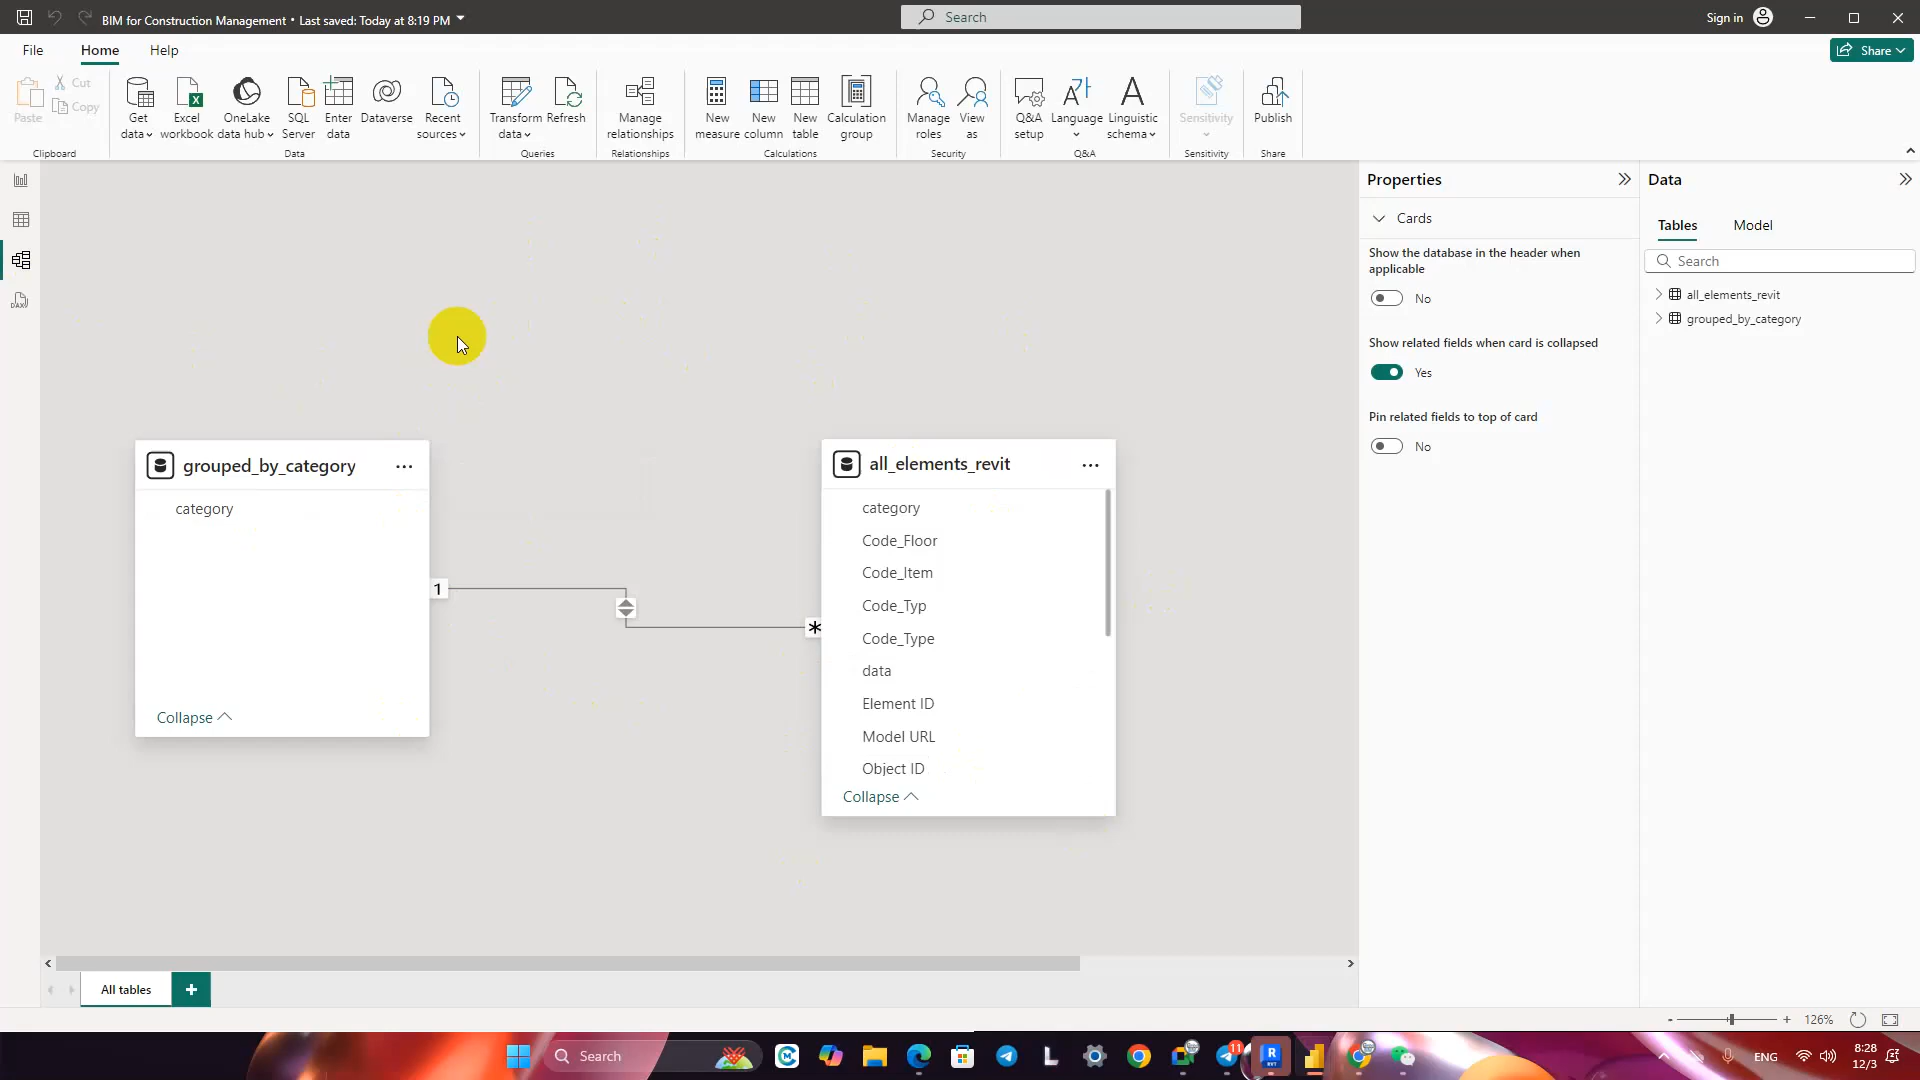 BIM for Construction Management • Last saved: Today at 8:19 PM
Search
Sign in
File
Home
Help
Share
Paste
Cut
Copy
Clipboard
Get data
Excel workbook
OneLake data hub
SQL Server
Enter data
Dataverse
Recent sources
Data
Transform data
Refresh
Queries
Manage relationships
Relationships
New measure
New column
New table
Calculation group
Calculations
Manage roles
View as
Security
Q&A setup
Language
Linguistic schema
Q&A
Sensitivity
Sensitivity
Publish
Share
DAX
Properties
Cards
Show the database in the header when
applicable
No
Show related fields when card is collapsed
Yes
Pin related fields to top of card
No
Data
Tables
Model
Search
all_elements_revit
grouped_by_category
grouped_by_category
category
Collapse
1
*
all_elements_revit
category
Code_Floor
Code_Item
Code_Typ
Code_Type
data
Element ID
Model URL
Object ID
Collapse
All tables
+
- + 126%
Search
11
ENG
8:28
12/3